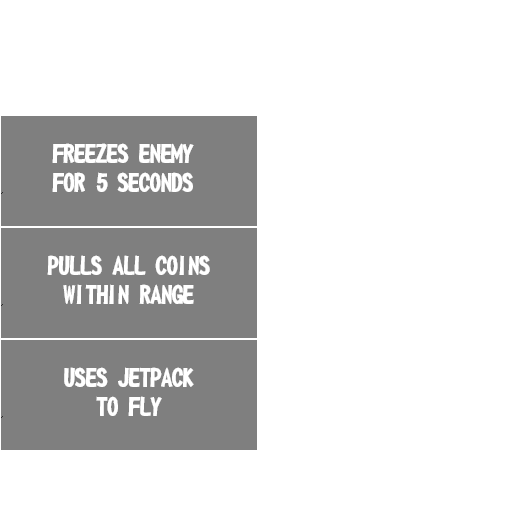 FREEZES ENEMY
FOR 5 SECONDS
PULLS ALL COINS
WITHIN RANGE
USES JETPACK
TO FLY